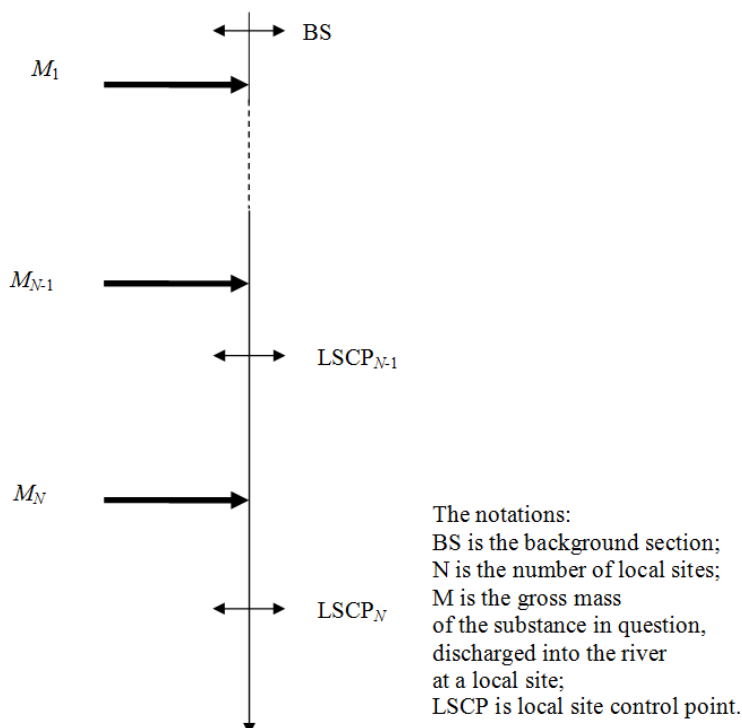 BS
M1
MN-1
LSCPN-1
MN
LSCPN
The notations:
BS is the background section;
N is the number of local sites;
M is the gross mass
of the substance in question,
discharged into the river
at a local site;
LSCP is local site control point.